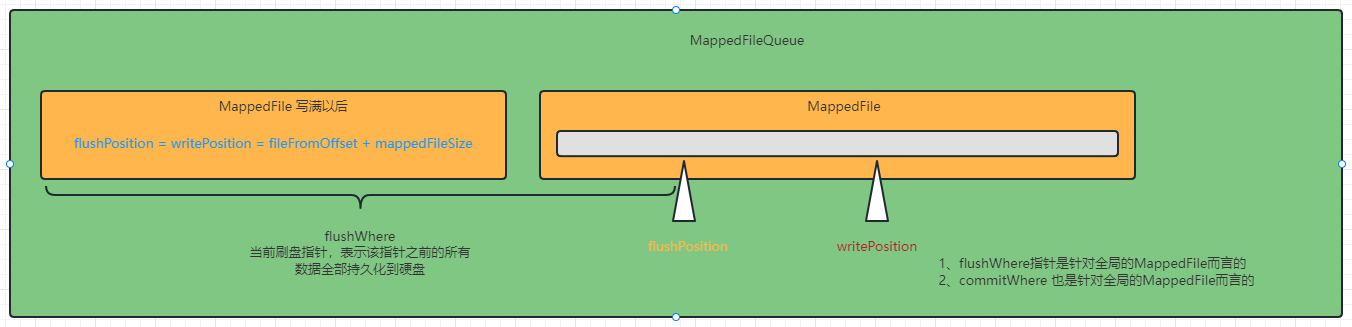 MappedFileQueue
MappedFile 写满以后
flushPosition = writePosition = fileFromOffset + mappedFileSize
MappedFile
flushWhere
当前刷盘指针，表示该指针之前的所有
数据全部持久化到硬盘
flushPosition
writePosition
1、flushWhere指针是针对全局的MappedFile而言的
2、commitWhere 也是针对全局的MappedFile而言的